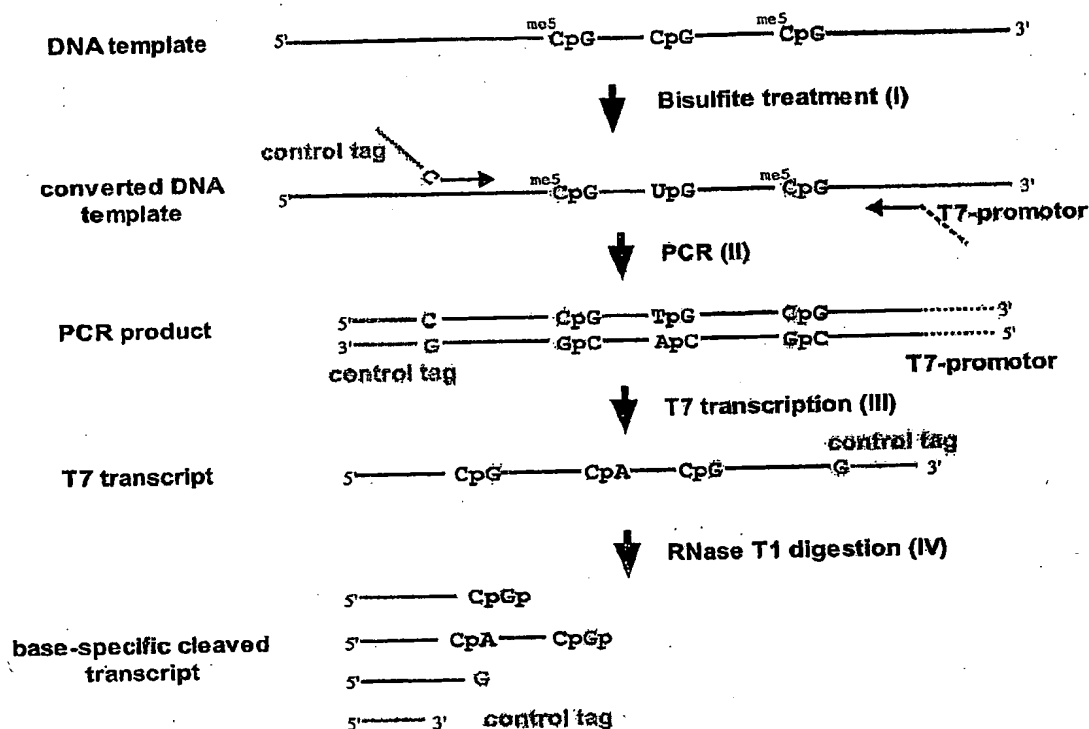 DNA template
5' mo5 CpG CpG me5 CpG 3'
Bisulfite treatment (I)
control tag
C
converted DNA
template
5' me5 CpG UpG me5 CpG 3'
T7-promotor
PCR (II)
PCR product
5' C CpG TpG CpG 3'
3' G GpC ApC GpC 5'
control tag
T7-promotor
T7 transcription (III)
control tag
T7 transcript
5' CpG CpA CpG G 3'
RNase T1 digestion (IV)
5' CpGp
base-specific cleaved
transcript
5' CpA CpGp
5' G
5' 3' control tag